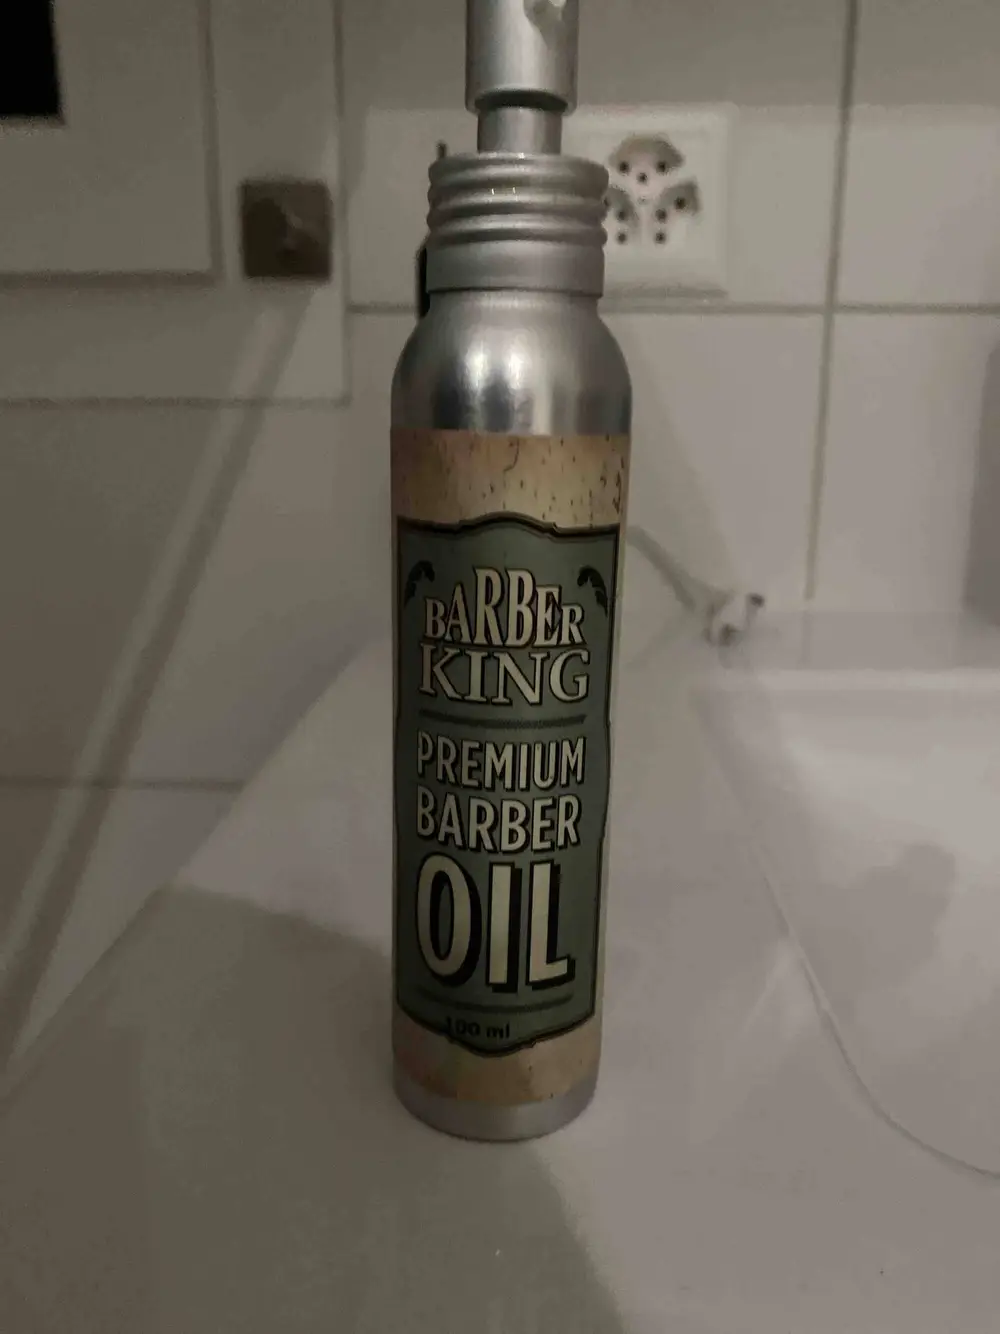 BARBER
KING
PREMIUM
BARBER
OIL
100 ml